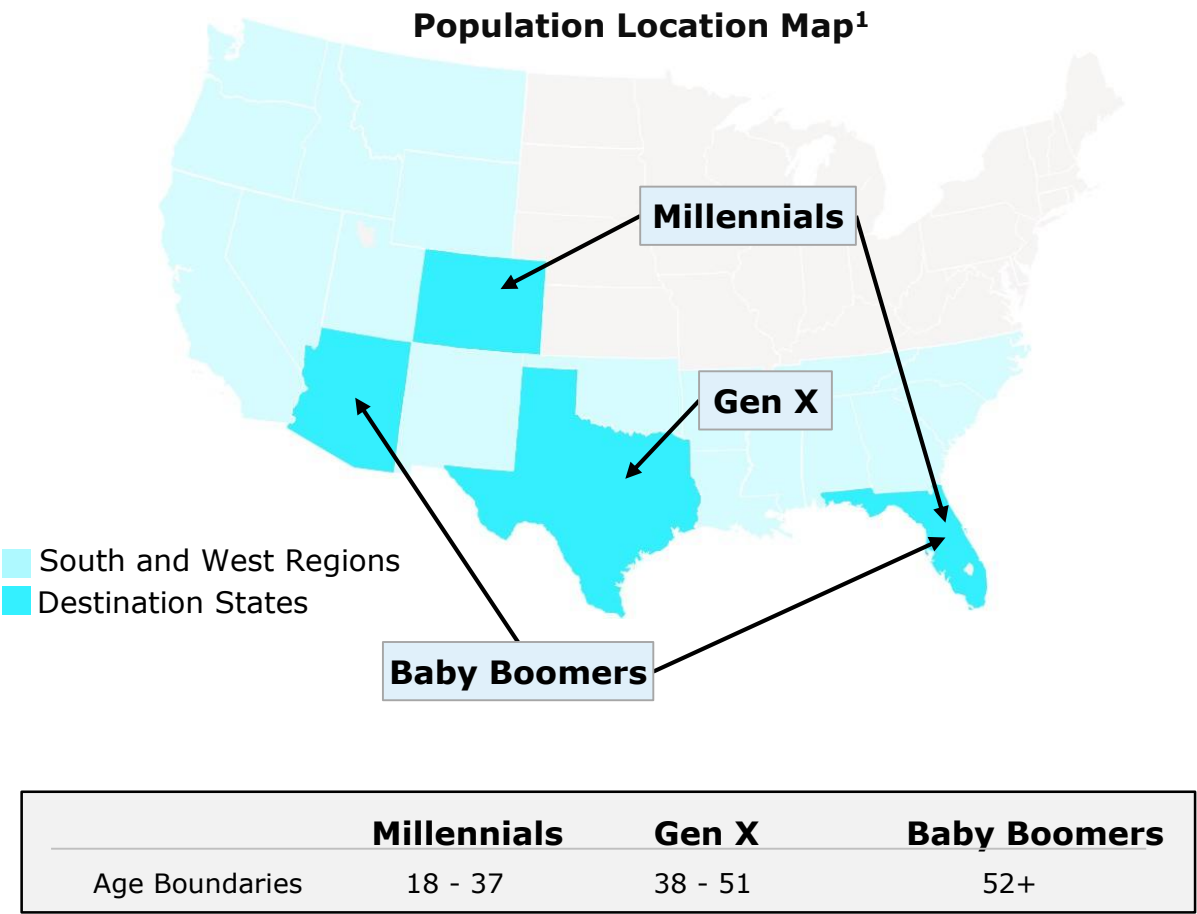 Population Location Map¹
Millennials
Gen X
South and West Regions
Destination States
Baby Boomers
Millennials Gen X Baby Boomers
Age Boundaries 18 - 37 38 - 51 52+